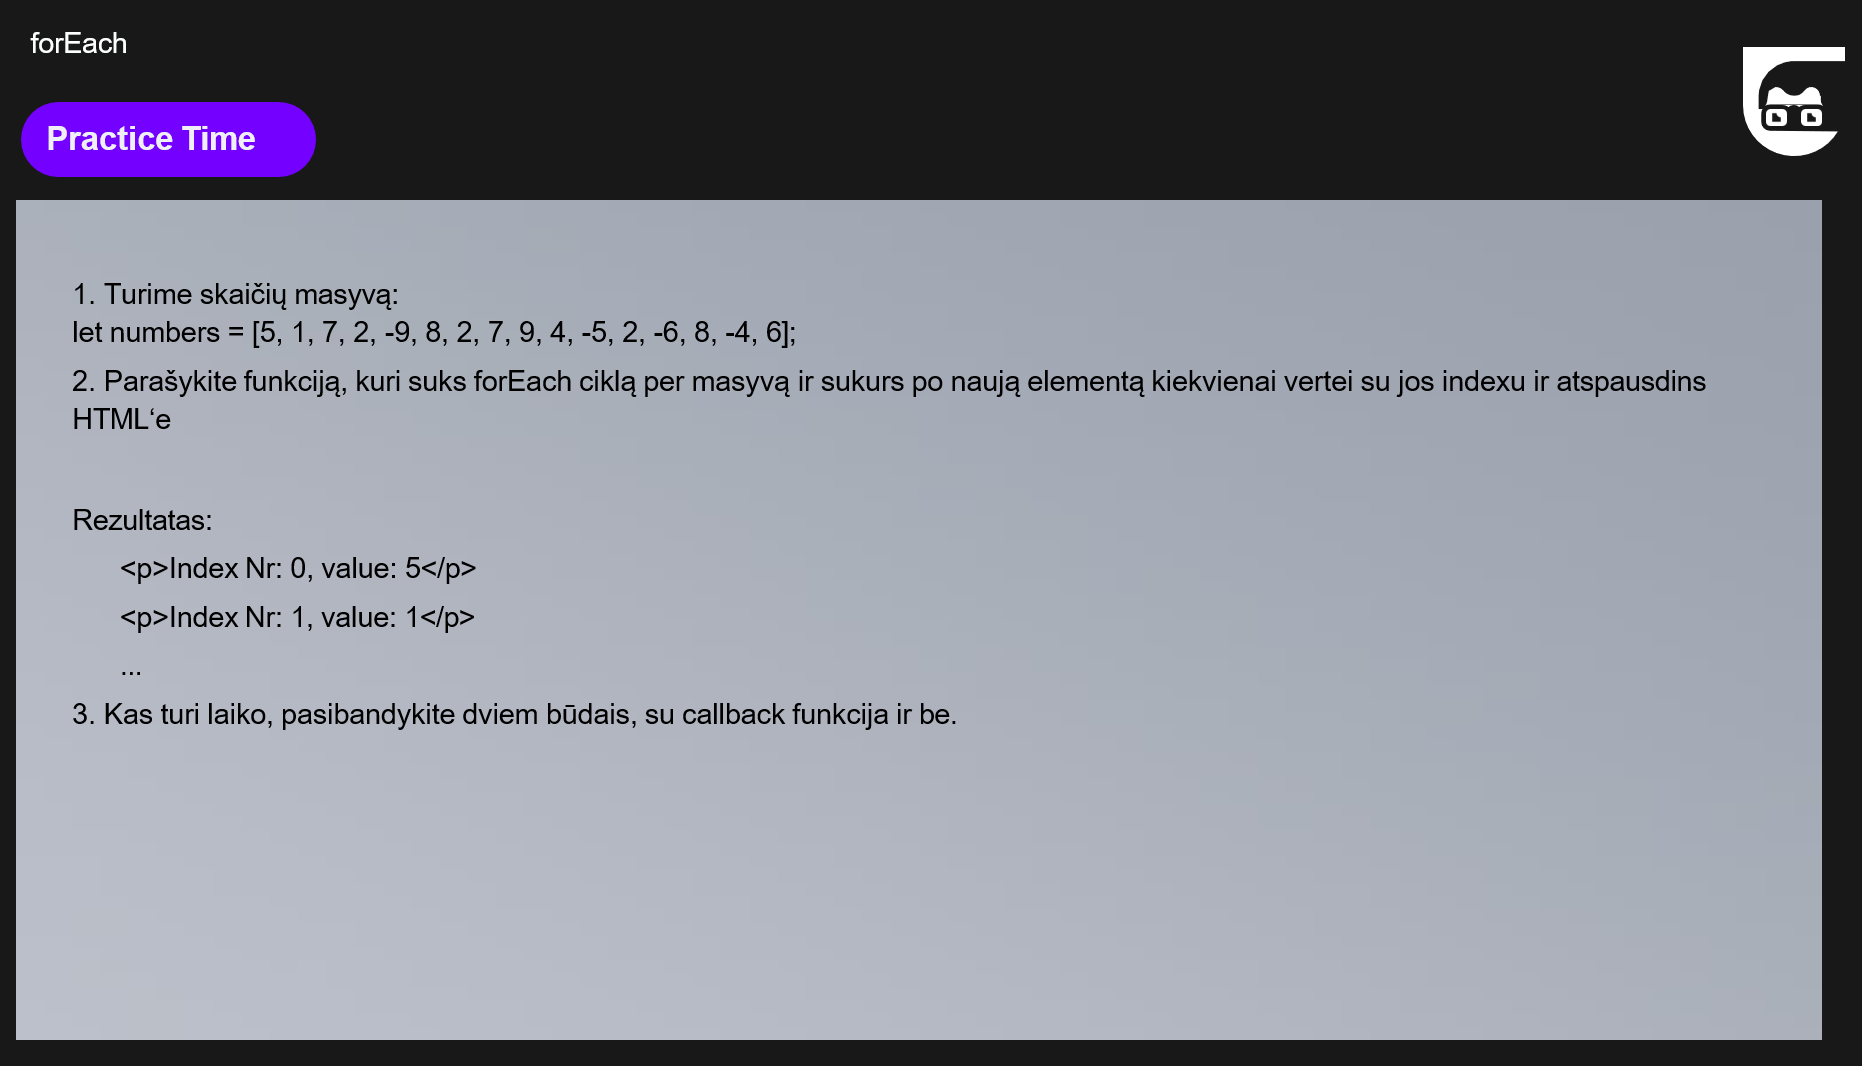 forEach
Practice Time
1. Turime skaičių masyvą:
let numbers = [5, 1, 7, 2, -9, 8, 2, 7, 9, 4, -5, 2, -6, 8, -4, 6];
2. Parašykite funkciją, kuri suks forEach ciklą per masyvą ir sukurs po naują elementą kiekvienai vertei su jos indexu ir atspausdins
HTML‘e
Rezultatas:
<p>Index Nr: 0, value: 5</p>
<p>Index Nr: 1, value: 1</p>
...
3. Kas turi laiko, pasibandykite dviem būdais, su callback funkcija ir be.